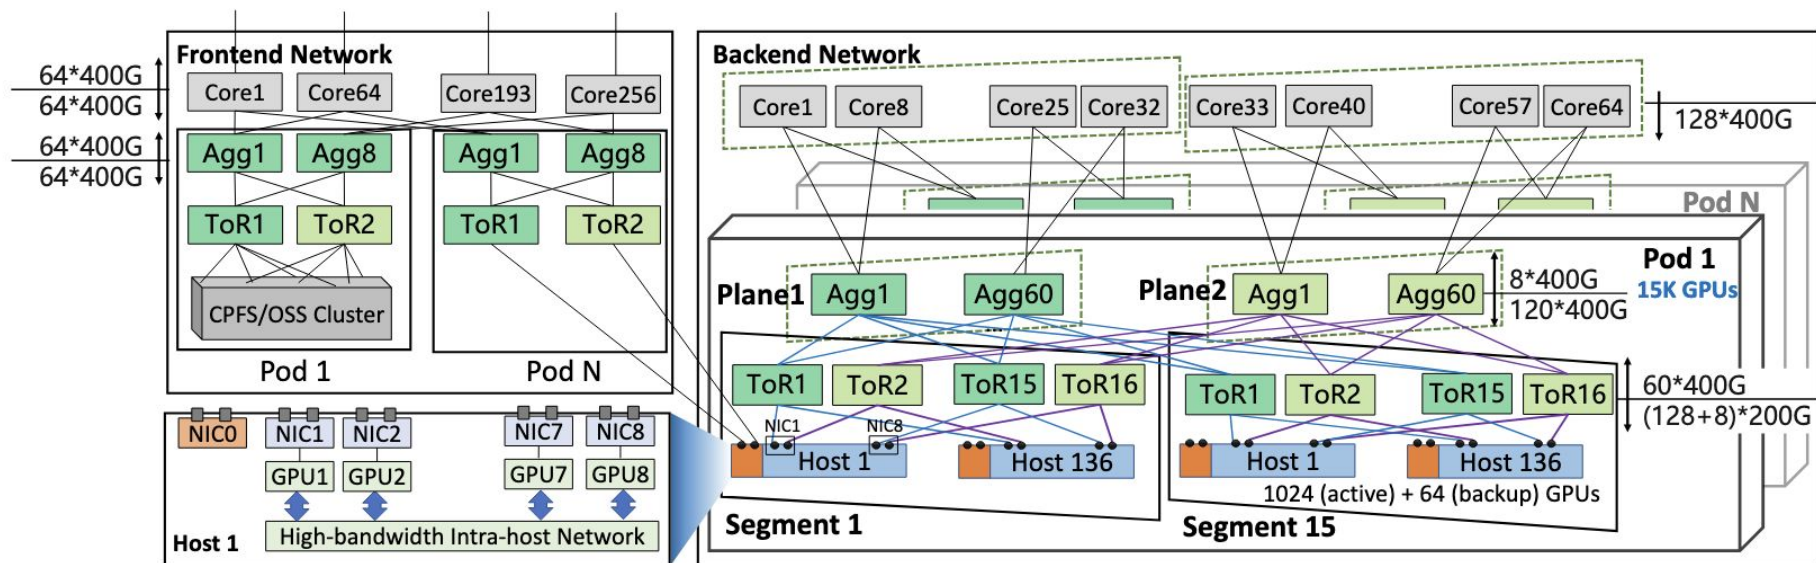 Frontend Network
64*400G
64*400G
Core1
Core64
Core193
Core256
64*400G
64*400G
Agg1
Agg8
Agg1
Agg8
ToR1
ToR2
ToR1
ToR2
CPFS/OSS Cluster
Pod 1
Pod N
NIC0
NIC1
NIC2
NIC7
NIC8
GPU1
GPU2
GPU7
GPU8
High-bandwidth Intra-host Network
Host 1
Backend Network
Core1
Core8
Core25
Core32
Core33
Core40
Core57
Core64
128*400G
Pod N
Pod 1
15K GPUs
Plane1
Agg1
Agg60
...
Plane2
Agg1
Agg60
8*400G
120*400G
ToR1
ToR2
ToR15
ToR16
ToR1
ToR2
ToR15
ToR16
60*400G
(128+8)*200G
NIC1
NIC8
Host 1
Host 136
Host 1
Host 136
1024 (active) + 64 (backup) GPUs
Segment 1
Segment 15